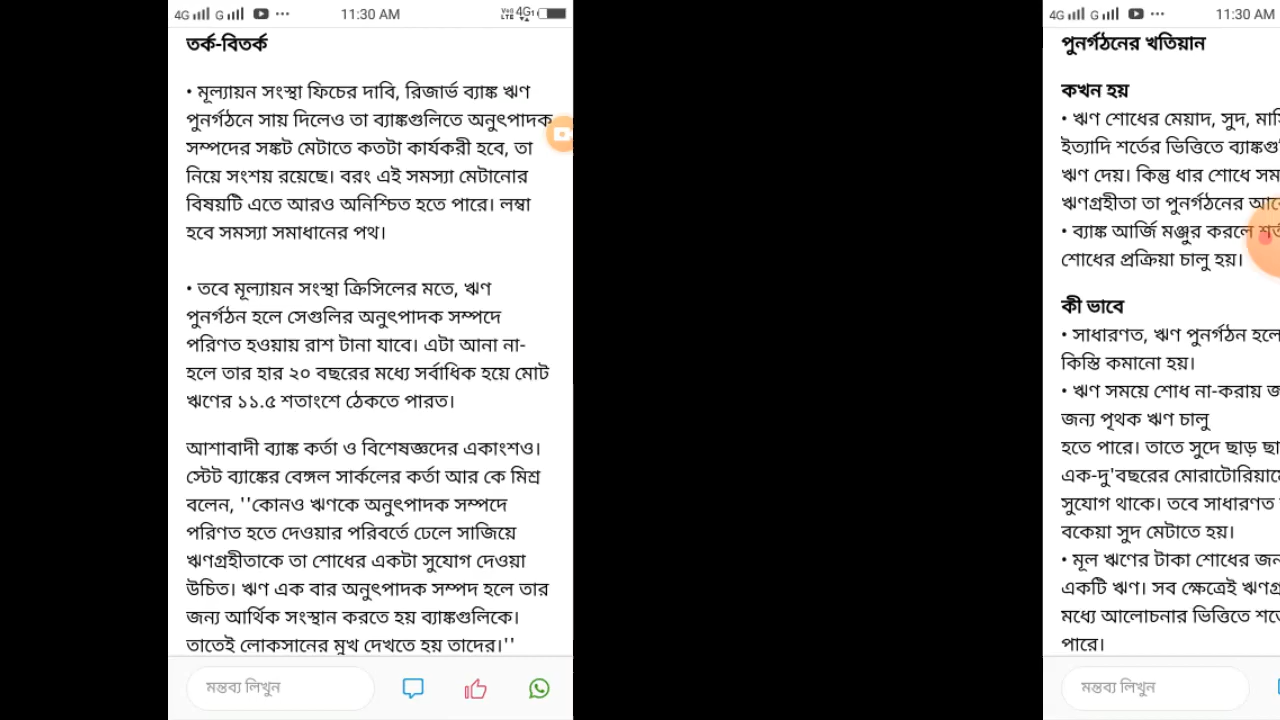 4G G 11:30 AM VoLTE 4G
তর্ক-বিতর্ক
• মূল্যায়ন সংস্থা ফিচের দাবি, রিজার্ভ ব্যাঙ্ক ঋণ
পুনর্গঠনে সায় দিলেও তা ব্যাঙ্কগুলিতে অনুৎপাদক
সম্পদের সঙ্কট মেটাতে কতটা কার্যকরী হবে, তা
নিয়ে সংশয় রয়েছে। বরং এই সমস্যা মেটানোর
বিষয়টি এতে আরও অনিশ্চিত হতে পারে। লম্বা
হবে সমস্যা সমাধানের পথ।
• তবে মূল্যায়ন সংস্থা ক্রিসিলের মতে, ঋণ
পুনর্গঠন হলে সেগুলির অনুৎপাদক সম্পদে
পরিণত হওয়ায় রাশ টানা যাবে। এটা আনা না-
হলে তার হার ২০ বছরের মধ্যে সর্বাধিক হয়ে মোট
ঋণের ১১.৫ শতাংশে ঠেকতে পারত।
আশাবাদী ব্যাঙ্ক কর্তা ও বিশেষজ্ঞদের একাংশও।
স্টেট ব্যাঙ্কের বেঙ্গল সার্কলের কর্তা আর কে মিশ্র
বলেন, ''কোনও ঋণকে অনুৎপাদক সম্পদে
পরিণত হতে দেওয়ার পরিবর্তে ঢেলে সাজিয়ে
ঋণগ্রহীতাকে তা শোধের একটা সুযোগ দেওয়া
উচিত। ঋণ এক বার অনুৎপাদক সম্পদ হলে তার
জন্য আর্থিক সংস্থান করতে হয় ব্যাঙ্কগুলিকে।
তাতেই লোকসানের মুখ দেখতে হয় তাদের।''
মন্তব্য লিখুন
4G G 11:30 AM
পুনর্গঠনের খতিয়ান
কখন হয়
• ঋণ শোধের মেয়াদ, সুদ,
ইত্যাদি শর্তের ভিত্তিতে
ঋণ দেয়। কিন্তু ধার শোধে
ঋণগ্রহীতা তা পুনর্গঠনের
• ব্যাঙ্ক আর্জি মঞ্জুর করলে
শোধের প্রক্রিয়া চালু হয়।
কী ভাবে
• সাধারণত, ঋণ পুনর্গঠন হলে
কিস্তি কমানো হয়।
• ঋণ সময়ে শোধ না-করায়
জন্য পৃথক ঋণ চালু
হতে পারে। তাতে সুদে ছাড়
এক-দু'বছরের
সুযোগ থাকে। তবে সাধারণত
বকেয়া সুদ মেটাতে হয়।
• মূল ঋণের টাকা শোধের
একটি ঋণ। সব ক্ষেত্রেই
মধ্যে আলোচনার ভিত্তিতে
পারে।
মন্তব্য লিখুন